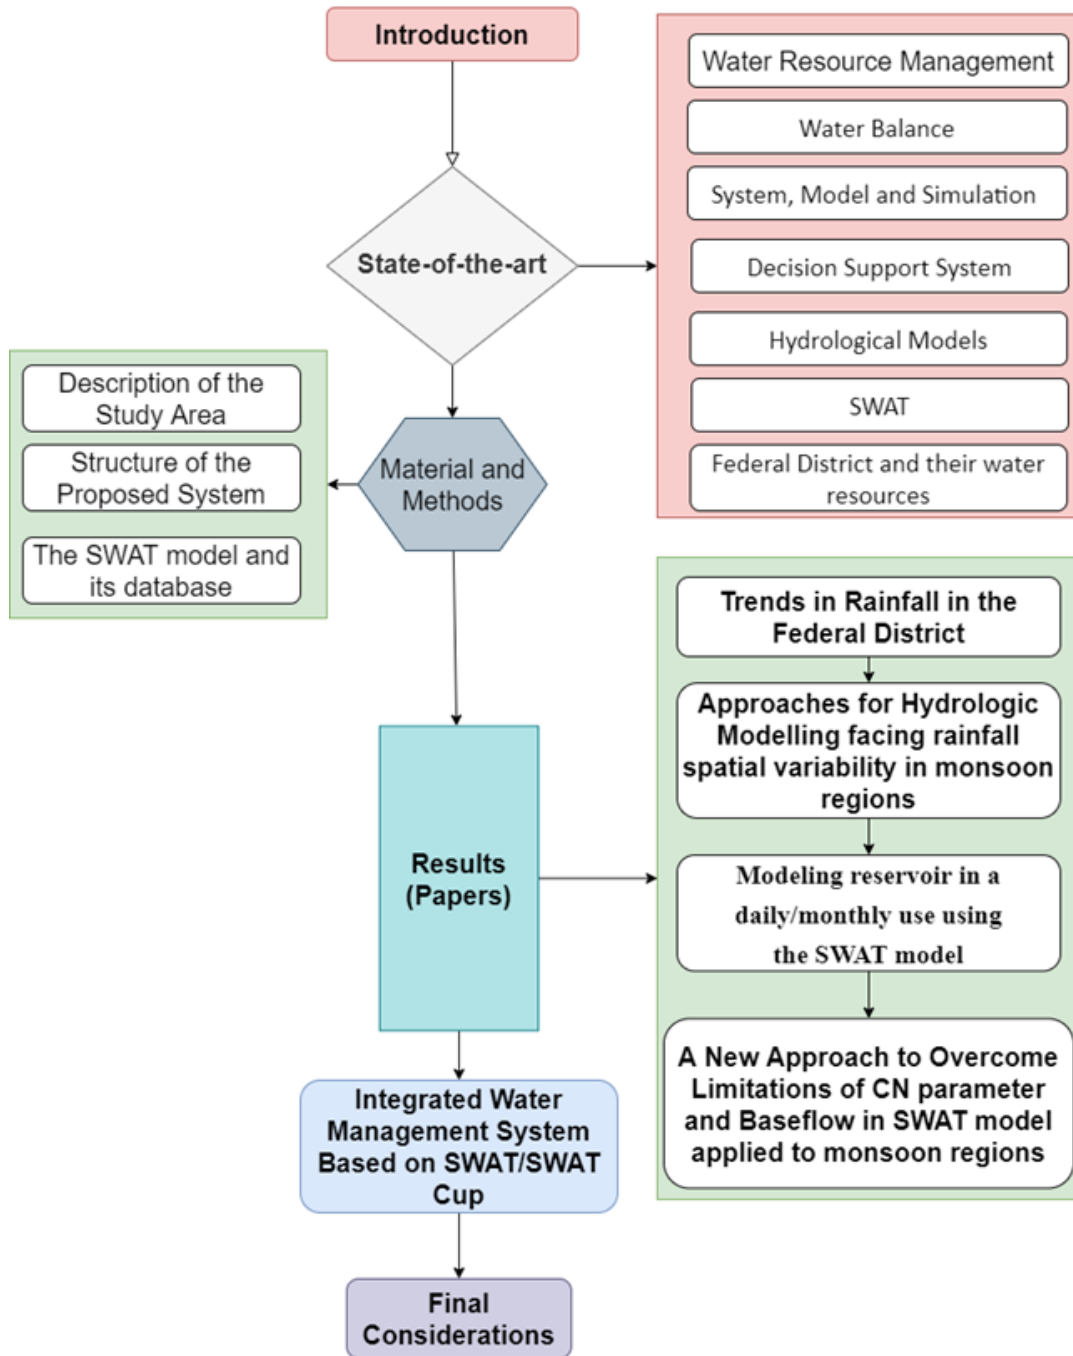 Introduction
Water Resource Management
Water Balance
System, Model and Simulation
State-of-the-art
Decision Support System
Hydrological Models
SWAT
Federal District and their water
resources
Description of the
Study Area
Structure of the
Proposed System
The SWAT model and
its database
Material and
Methods
Trends in Rainfall in the
Federal District
Approaches for Hydrologic
Modelling facing rainfall
spatial variability in monsoon
regions
Results
(Papers)
Modeling reservoir in a
daily/monthly use using
the SWAT model
A New Approach to Overcome
Limitations of CN parameter
and Baseflow in SWAT model
applied to monsoon regions
Integrated Water
Management System
Based on SWAT/SWAT
Cup
Final
Considerations